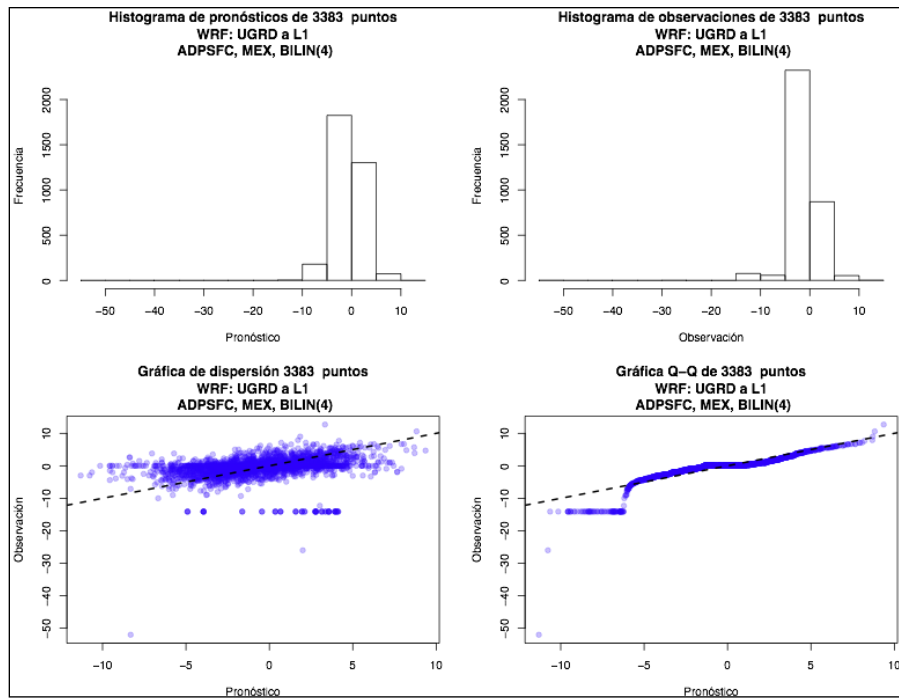 Histograma de pronósticos de 3383 puntos
WRF: UGRD a L1
ADPSFC, MEX, BILIN(4)
Frecuencia
0 500 1000 1500 2000
−50 −40 −30 −20 −10 0 10
Pronóstico
Histograma de observaciones de 3383 puntos
WRF: UGRD a L1
ADPSFC, MEX, BILIN(4)
Frecuencia
0 500 1000 1500 2000
−50 −40 −30 −20 −10 0 10
Observación
Gráfica de dispersión 3383 puntos
WRF: UGRD a L1
ADPSFC, MEX, BILIN(4)
Observación
−50 −40 −30 −20 −10 0 10
−10 −5 0 5 10
Pronóstico
Gráfica Q−Q de 3383 puntos
WRF: UGRD a L1
ADPSFC, MEX, BILIN(4)
Observación
−50 −40 −30 −20 −10 0 10
−10 −5 0 5 10
Pronóstico